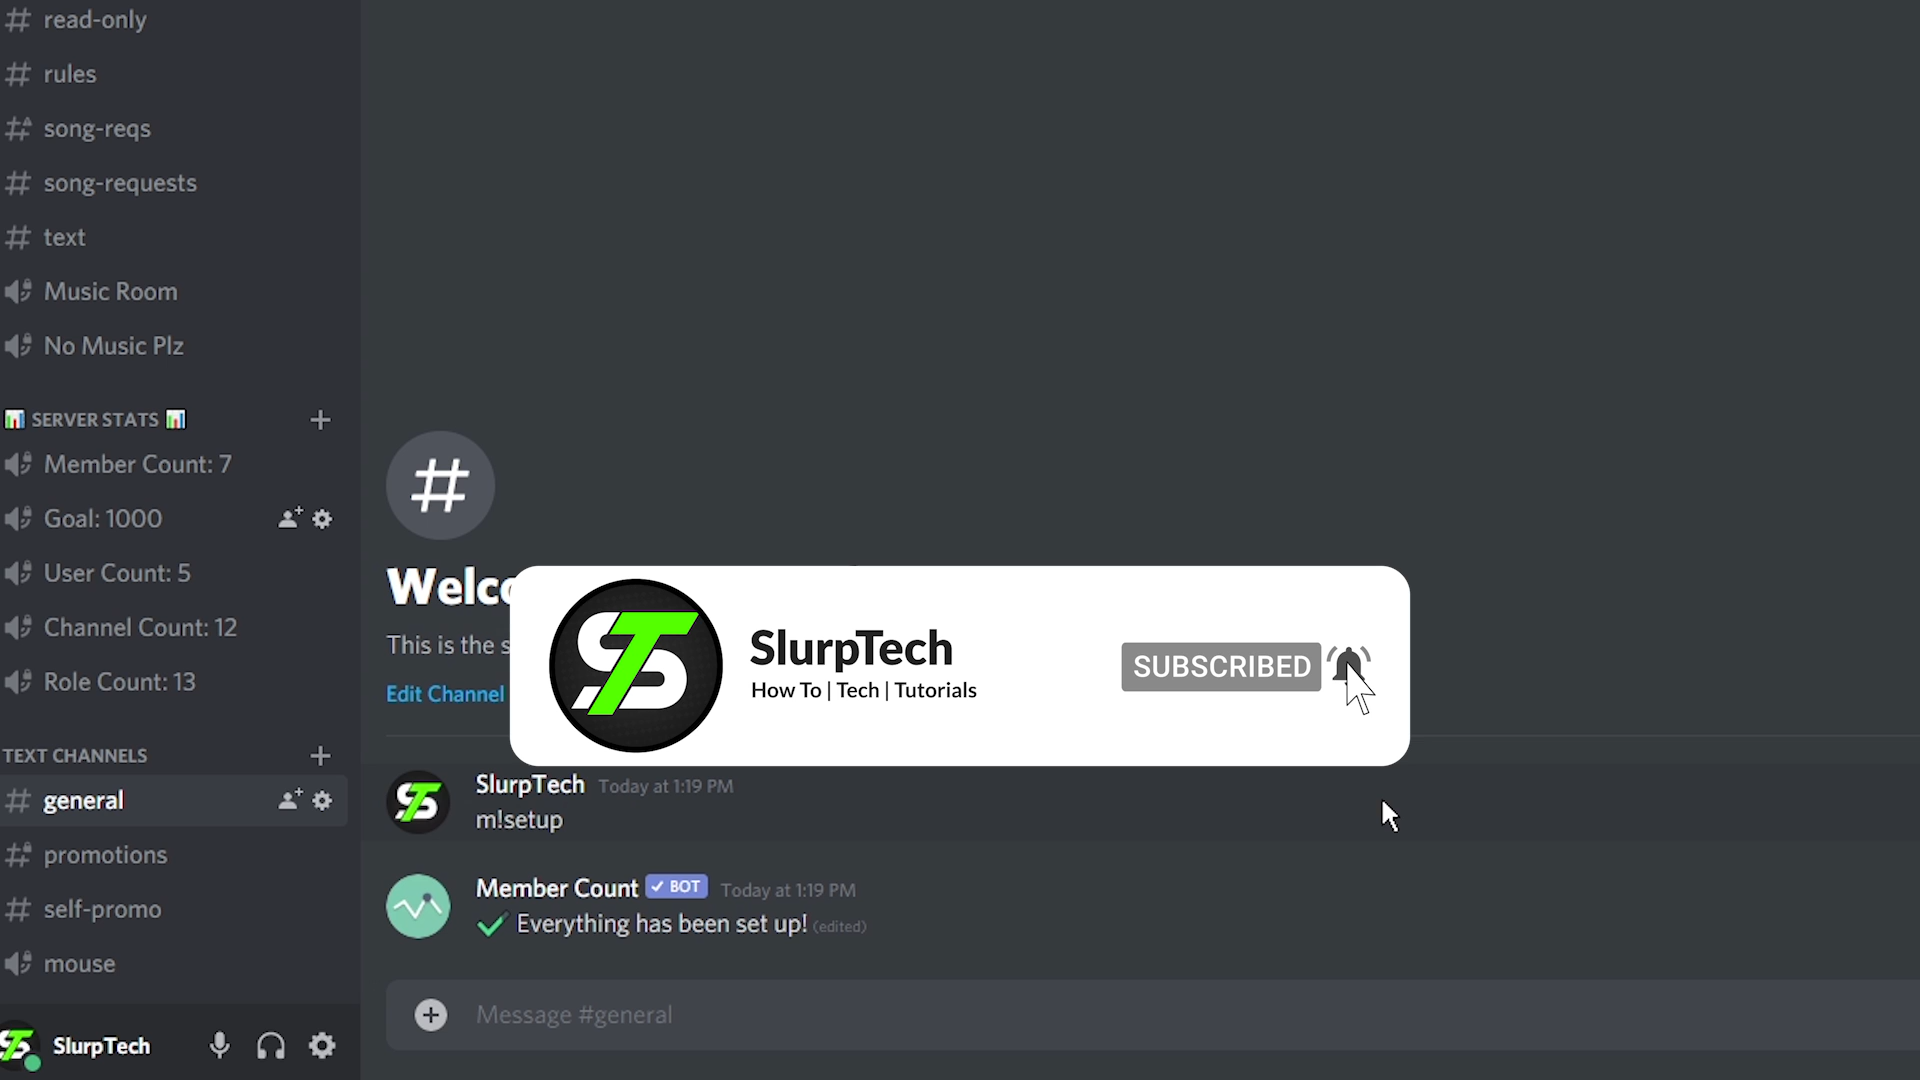 read-only
rules
song-reqs
song-requests
text
Music Room
No Music Plz
SERVER STATS
Member Count: 7
Goal: 1000
User Count: 5
Channel Count: 12
Role Count: 13
TEXT CHANNELS
general
promotions
self-promo
mouse
SlurpTech
Welco
This is the s
Edit Channel
SlurpTech
How To | Tech | Tutorials
SUBSCRIBED
SlurpTech Today at 1:19 PM
m!setup
Member Count BOT Today at 1:19 PM
Everything has been set up! (edited)
Message #general